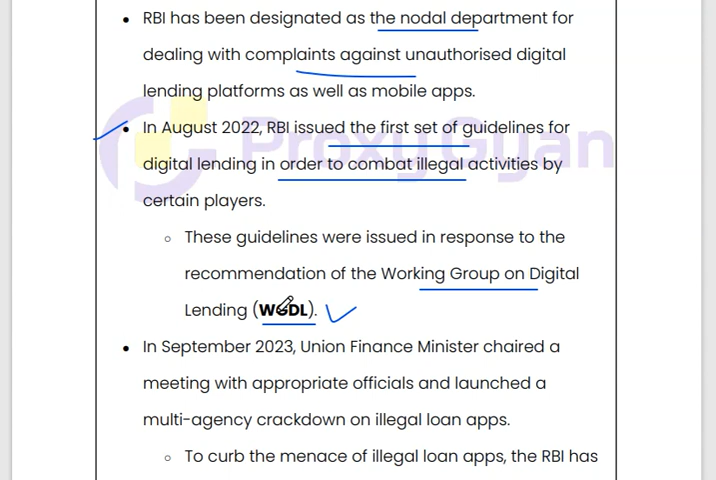 RBI has been designated as the nodal department for
dealing with complaints against unauthorised digital
lending platforms as well as mobile apps.
In August 2022, RBI issued the first set of guidelines for
digital lending in order to combat illegal activities by
certain players.
These guidelines were issued in response to the
recommendation of the Working Group on Digital
Lending (WGDL).
In September 2023, Union Finance Minister chaired a
meeting with appropriate officials and launched a
multi-agency crackdown on illegal loan apps.
To curb the menace of illegal loan apps, the RBI has
Proxy Gyan